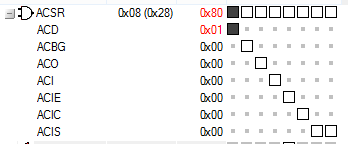 ACSR 0x08 (0x28) 0x80
ACD 0x01
ACBG 0x00
ACO 0x00
ACI 0x00
ACIE 0x00
ACIC 0x00
ACIS 0x00